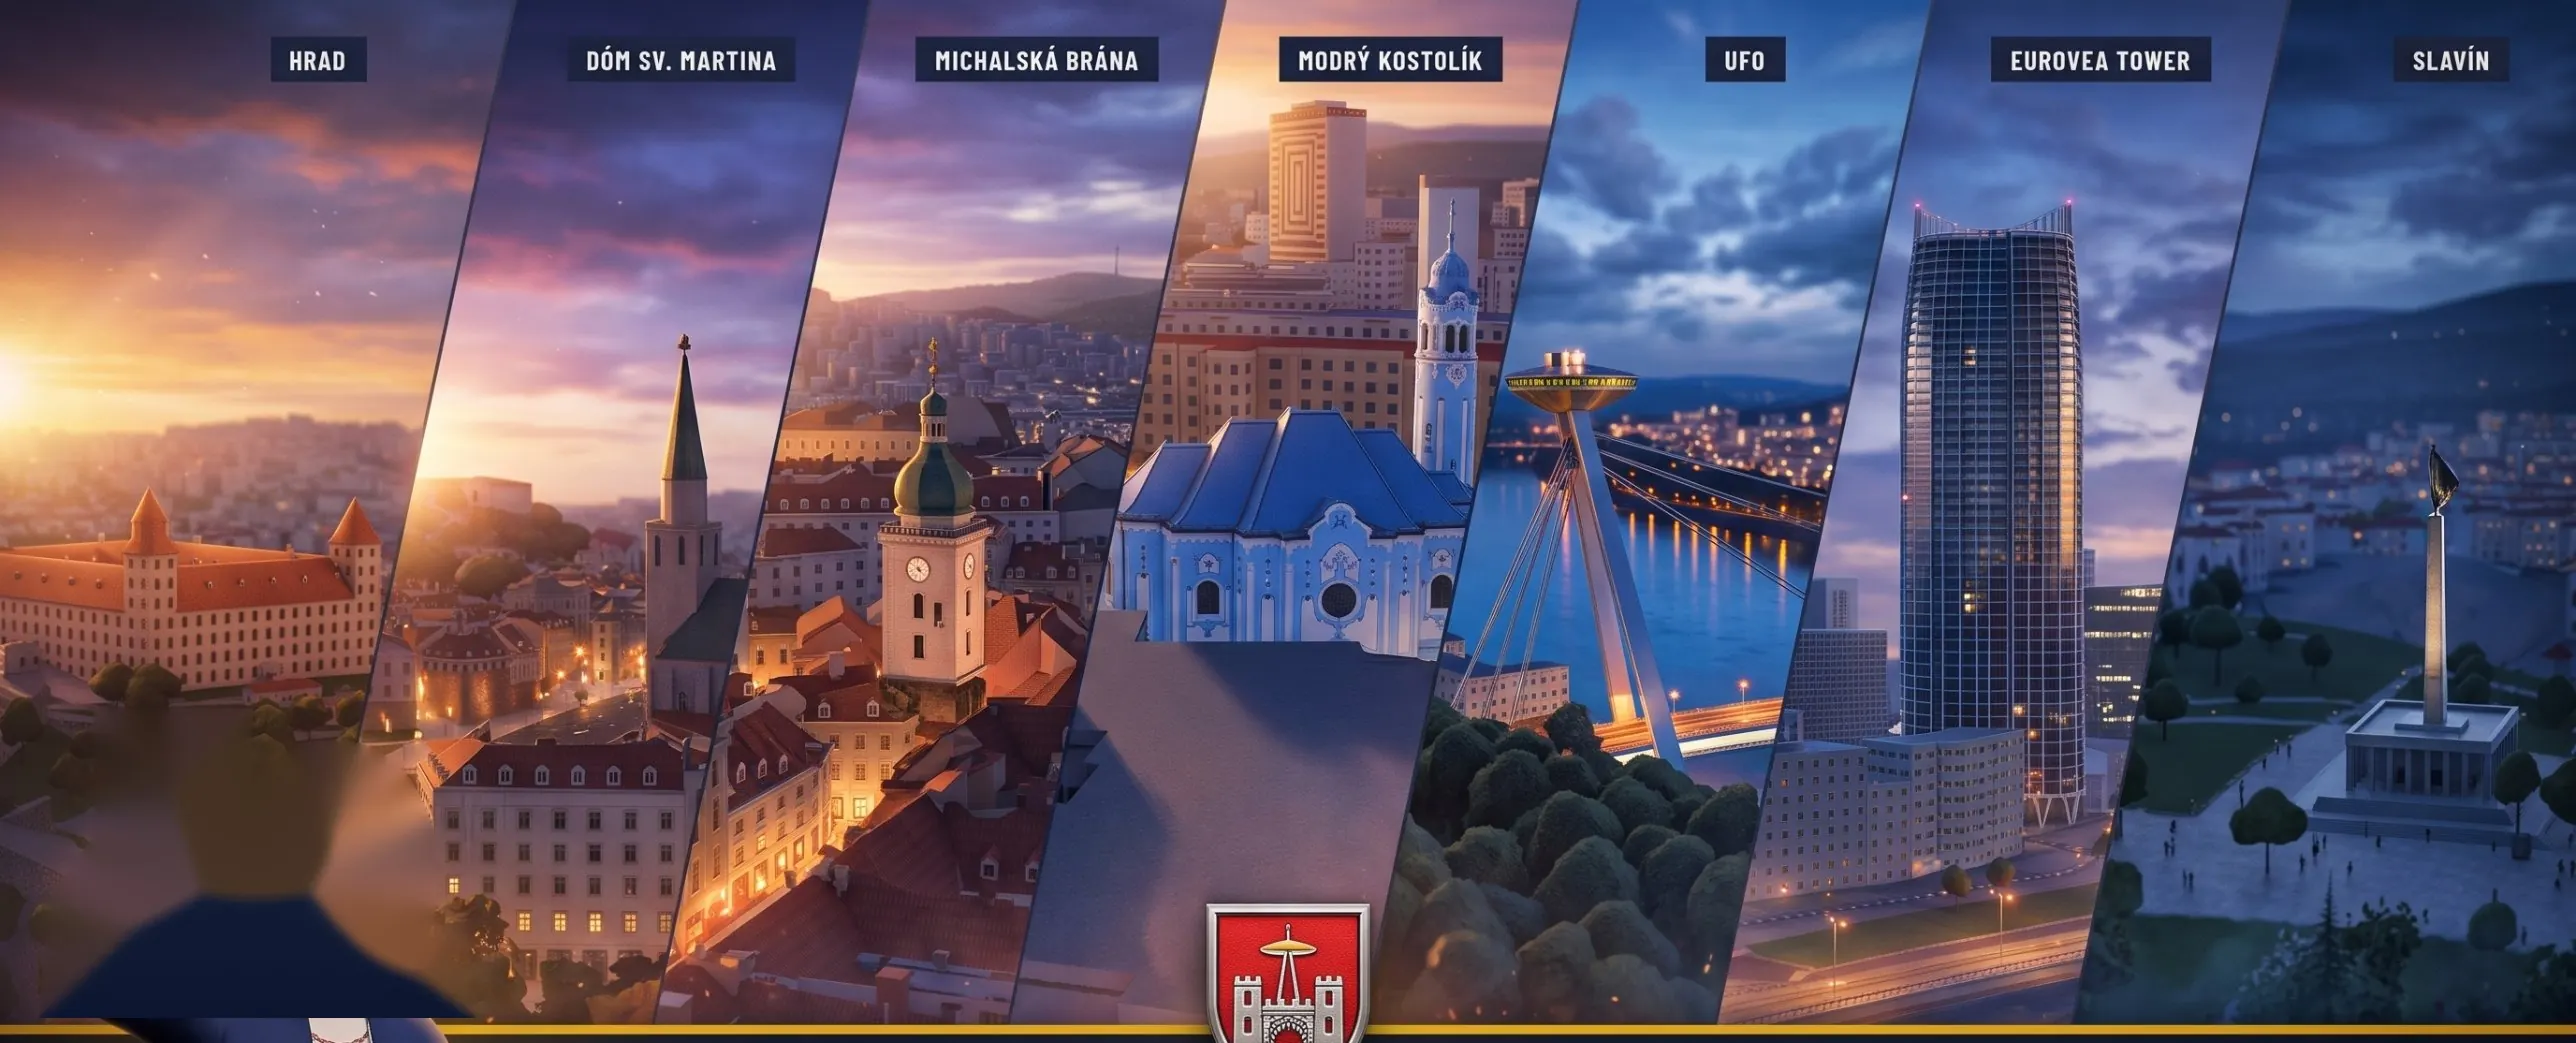 HRAD
DÓM SV. MARTINA
MICHALSKÁ BRÁNA
MODRÝ KOSTOLÍK
UFO
EUROVEA TOWER
SLAVÍN